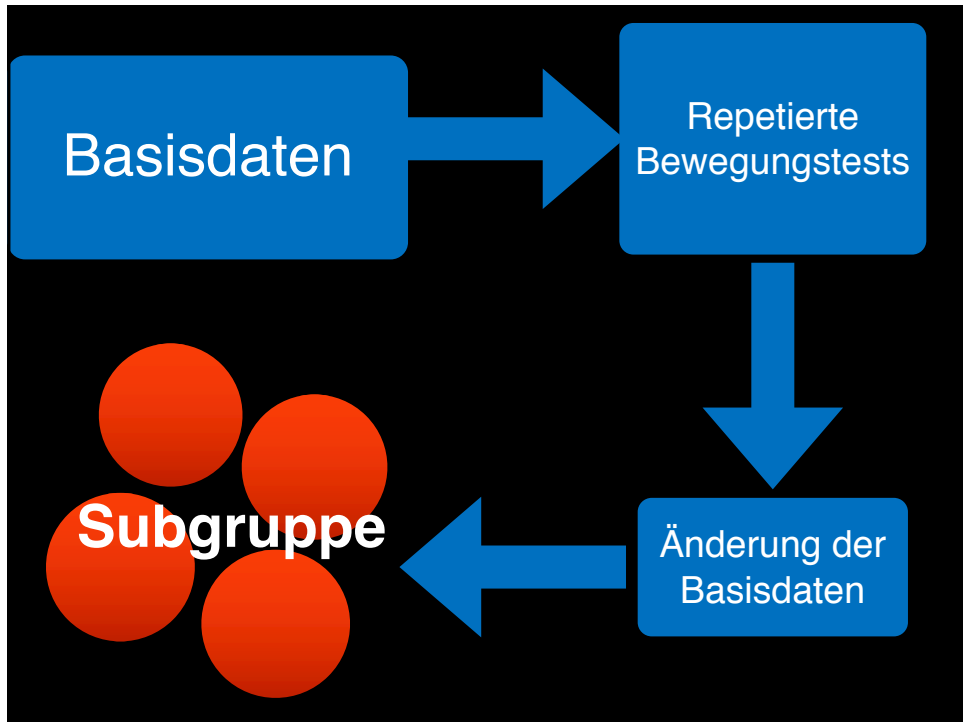 Basisdaten
Repetierte
Bewegungstests
Änderung der
Basisdaten
Subgruppe